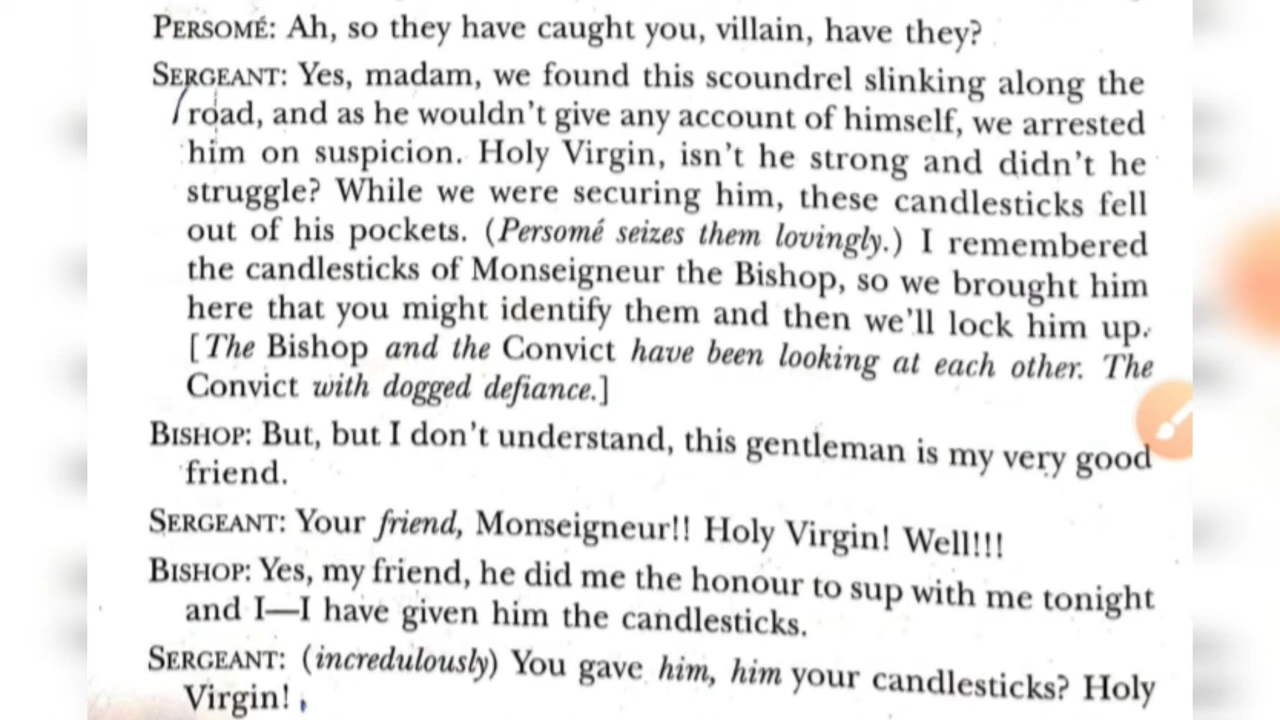 PERSOMÉ: Ah, so they have caught you, villain, have they?
SERGEANT: Yes, madam, we found this scoundrel slinking along the
road, and as he wouldn't give any account of himself, we arrested
him on suspicion. Holy Virgin, isn't he strong and didn't he
struggle? While we were securing him, these candlesticks fell
out of his pockets. (Persomé seizes them lovingly.) I remembered
the candlesticks of Monseigneur the Bishop, so we brought him
here that you might identify them and then we'll lock him up.
[The Bishop and the Convict have been looking at each other. The
Convict with dogged defiance.]
BISHOP: But, but I don't understand, this gentleman is my very good
friend.
SERGEANT: Your friend, Monseigneur!! Holy Virgin! Well!!!
BISHOP: Yes, my friend, he did me the honour to sup with me tonight
and I—I have given him the candlesticks.
SERGEANT: (incredulously) You gave him, him your candlesticks? Holy
Virgin!